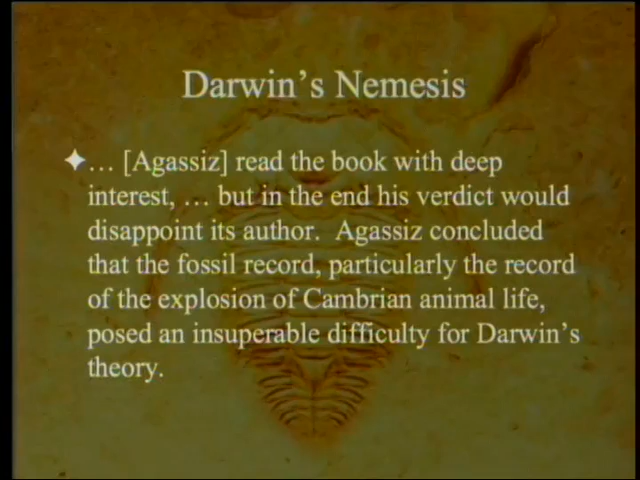 Darwin's Nemesis
… [Agassiz] read the book with deep
interest, … but in the end his verdict would
disappoint its author. Agassiz concluded
that the fossil record, particularly the record
of the explosion of Cambrian animal life,
posed an insuperable difficulty for Darwin's
theory.